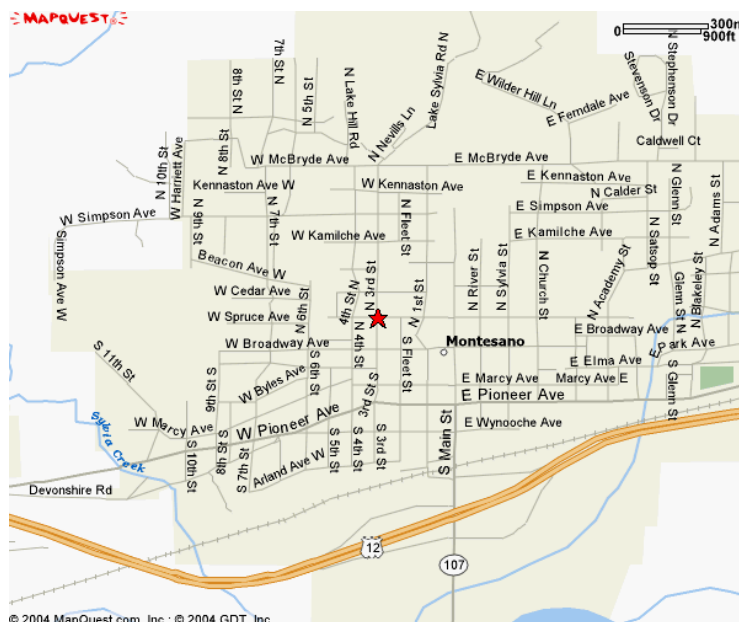 MAPQUEST
0 300m
900ft
7th St N
8th St N
N 5th St
N Lake Hill Rd
N Nevills Ln
Lake Sylvia Rd N
E Wilder Hill Ln
E Ferndale Ave
Stevenson Dr
N Stephenson Dr
Caldwell Ct
N 10th St
W Harriett Ave
N 8th St
W McBryde Ave
E McBryde Ave
Kennaston Ave W
W Kennaston Ave
E Kennaston Ave
N Calder St
N Glenn St
N Adams St
W Simpson Ave
Simpson Ave W
N 9th St
N 7th St
N Fleet St
E Simpson Ave
W Kamilche Ave
E Kamilche Ave
Beacon Ave W
N 3rd St
N 1st St
N River St
N Sylvia St
N Church St
N Academy St
N Satsop St
Glenn St N
N Blakeley St
W Cedar Ave
N 6th St
4th St N
W Spruce Ave
N 4th St
E Broadway Ave
W Broadway Ave
S Fleet St
Montesano
E Park Ave
S 11th St
S 6th St
E Elma Ave
9th St S
W Byles Ave
3rd St S
E Marcy Ave
Marcy Ave E
S Glenn St
E Pioneer Ave
W Marcy Ave
W Pioneer Ave
E Wynooche Ave
Sylvia Creek
S 10th St
8th St S
S 7th St
S 5th St
S 4th St
S 3rd St
S Main St
Arland Ave W
Devonshire Rd
12
107
© 2004 MapQuest.com, Inc.; © 2004 GDT, Inc.